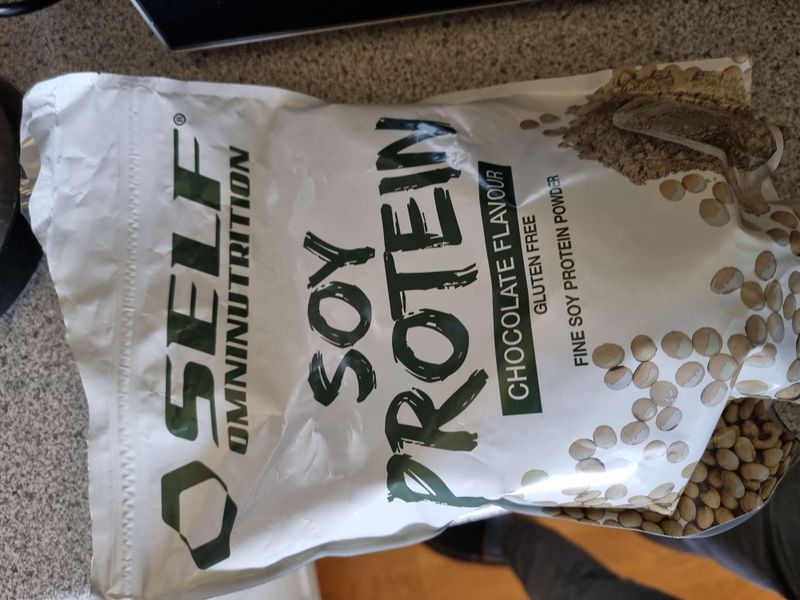 SELF®
OMNINUTRITION
SOY
PROTEIN
CHOCOLATE FLAVOUR
GLUTEN FREE
FINE SOY PROTEIN POWDER